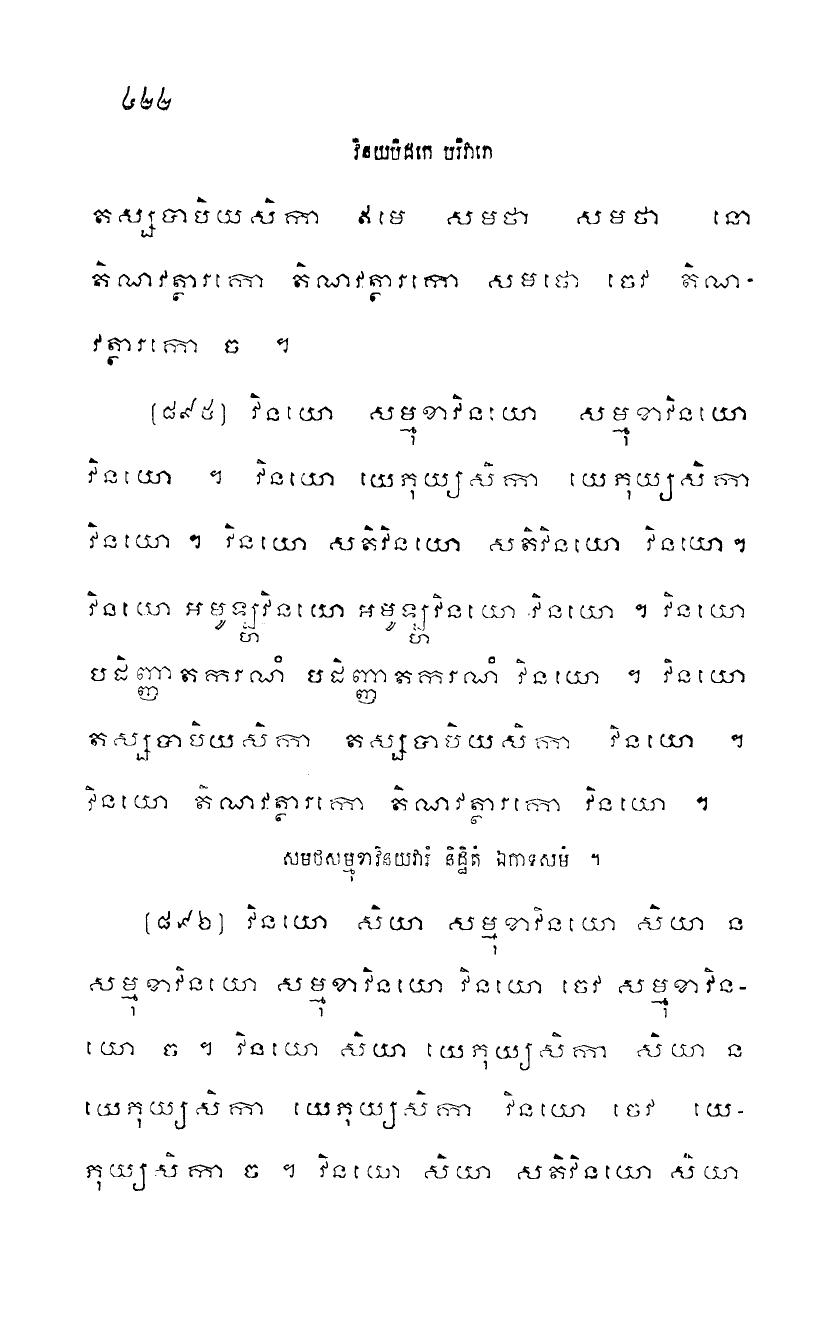 ៤២២
វិនយបិដកេ បរិវារោ
តស្សបាបិយសិកា ឥមេ សមថា សមថា នោ
តិណវត្ថារកោ តិណវត្ថារកោ សមថោ ចេវ តិណ-
វត្ថារកោ ច ។
[៨៩៥] វិនយោ សម្មុខាវិនយោ សម្មុខាវិនយោ
វិនយោ ។ វិនយោ យេភុយ្យសិកា យេភុយ្យសិកា
វិនយោ ។ វិនយោ សតិវិនយោ សតិវិនយោ វិនយោ ។
វិនយោ អមូឡ្ហវិនយោ អមូឡ្ហវិនយោ វិនយោ ។ វិនយោ
បដិញ្ញាតករណំ បដិញ្ញាតករណំ វិនយោ ។ វិនយោ
តស្សបាបិយសិកា តស្សបាបិយសិកា វិនយោ ។
វិនយោ តិណវត្ថារកោ តិណវត្ថារកោ វិនយោ ។
សមថសម្មុខាវិនយវារំ និដ្ឋិតំ ឯកាទសមំ ។
[៨៩៦] វិនយោ សិយា សម្មុខាវិនយោ សិយា ន
សម្មុខាវិនយោ សម្មុខាវិនយោ វិនយោ ចេវ សម្មុខាវិន-
យោ ច ។ វិនយោ សិយា យេភុយ្យសិកា សិយា ន
យេភុយ្យសិកា យេភុយ្យសិកា វិនយោ ចេវ យេ-
ភុយ្យសិកា ច ។ វិនយោ សិយា សតិវិនយោ សិយា